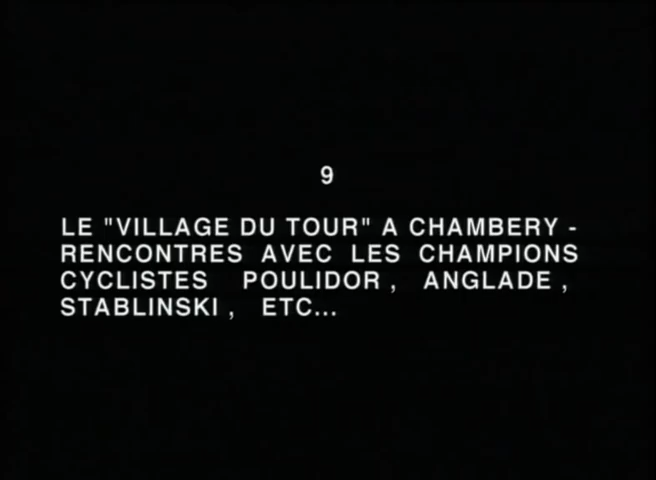 9
LE "VILLAGE DU TOUR" A CHAMBERY -
RENCONTRES AVEC LES CHAMPIONS
CYCLISTES POULIDOR , ANGLADE ,
STABLINSKI , ETC...